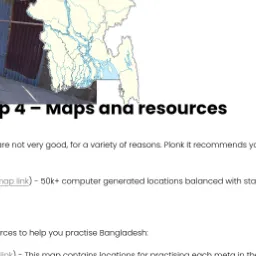 p 4 – Maps and resources
are not very good, for a variety of reasons. Plonk It recommends yo
map link) - 50k+ computer generated locations balanced with sta
rces to help you practise Bangladesh:
link) - This map contains locations for practising each meta in the